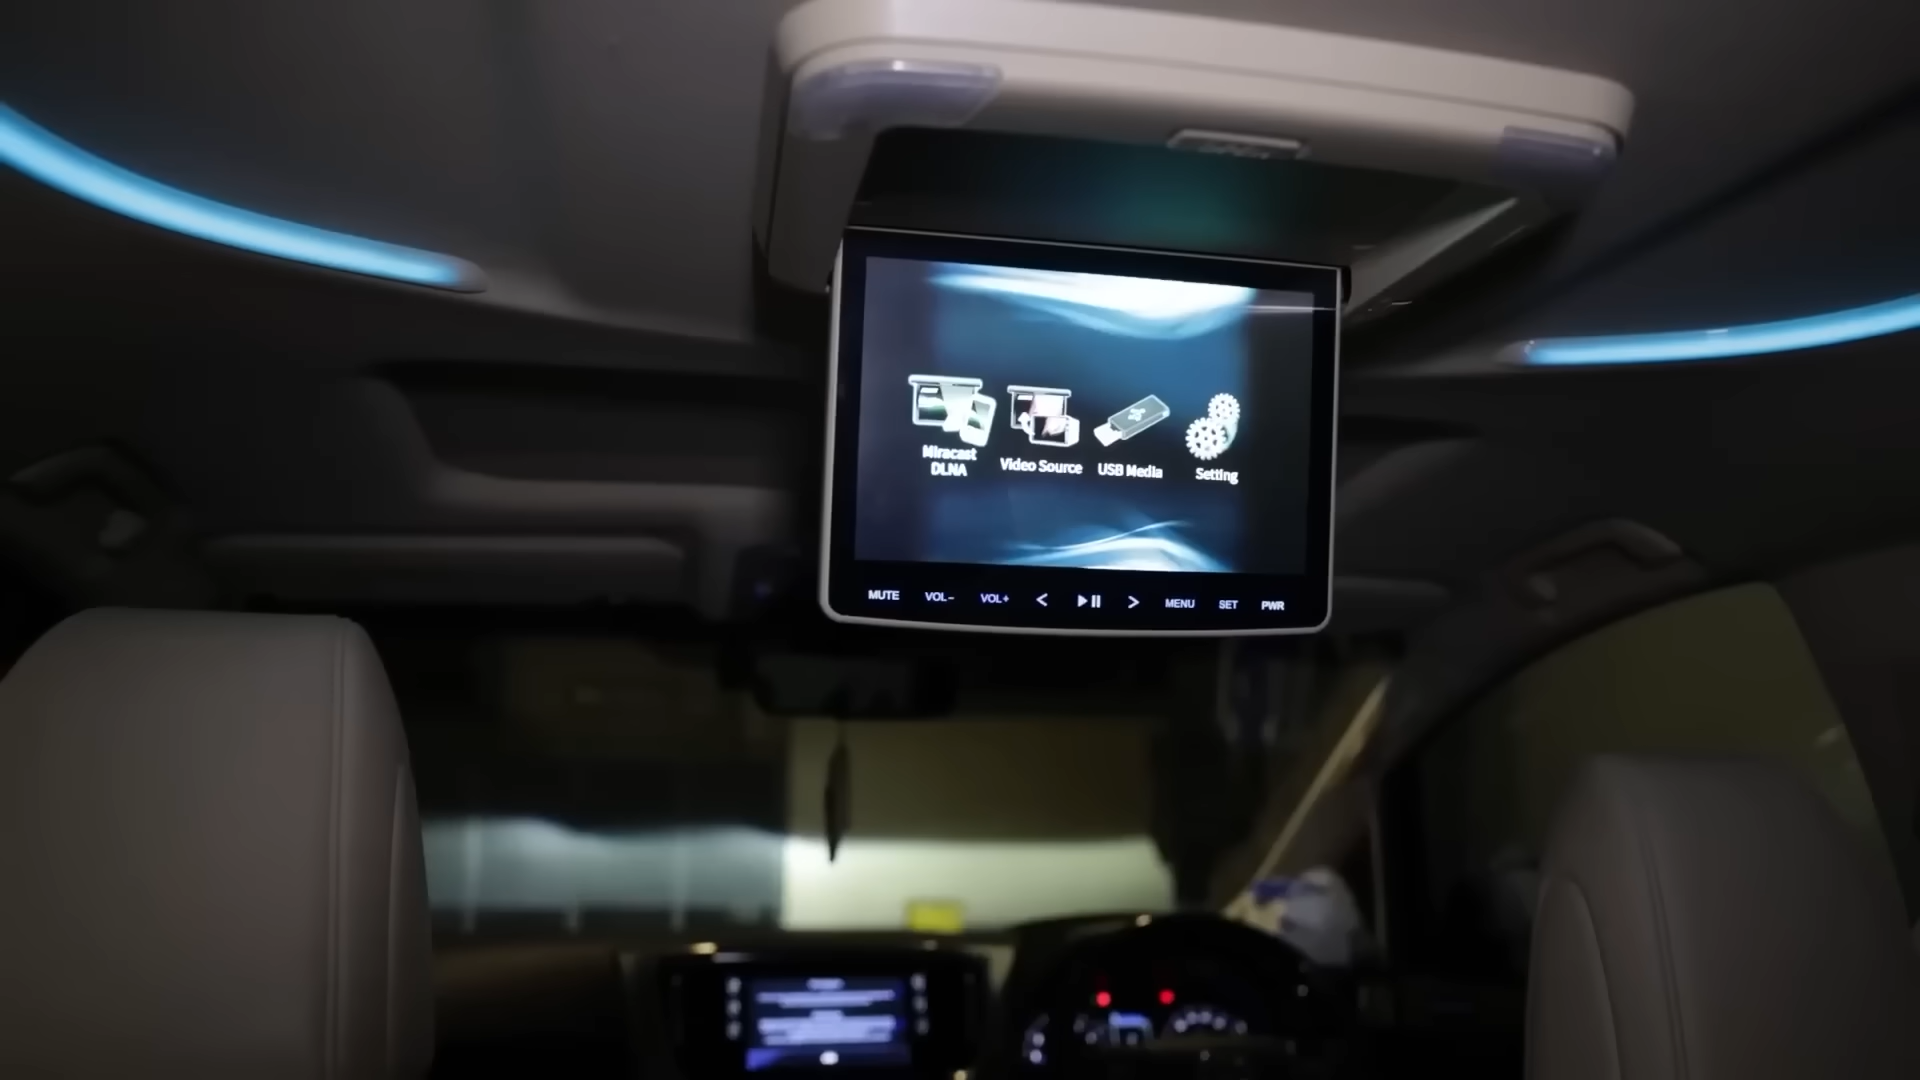 Miracast
DLNA
Video Source
USB Media
Setting
MUTE VOL- VOL+ < ▶II > MENU SET PWR